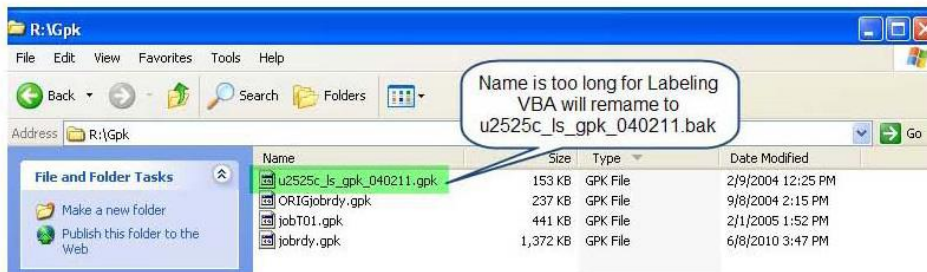 R:\Gpk
File Edit View Favorites Tools Help
Back Search Folders
Name is too long for Labeling
VBA will remame to
u2525c_ls_gpk_040211.bak
Address R:\Gpk Go
Name Size Type Date Modified
File and Folder Tasks
Make a new folder
Publish this folder to the
Web
u2525c_ls_gpk_040211.gpk 153 KB GPK File 2/9/2004 12:25 PM
ORIGjobrdy.gpk 237 KB GPK File 9/8/2004 2:15 PM
jobT01.gpk 441 KB GPK File 2/1/2005 1:52 PM
jobrdy.gpk 1,372 KB GPK File 6/8/2010 3:47 PM